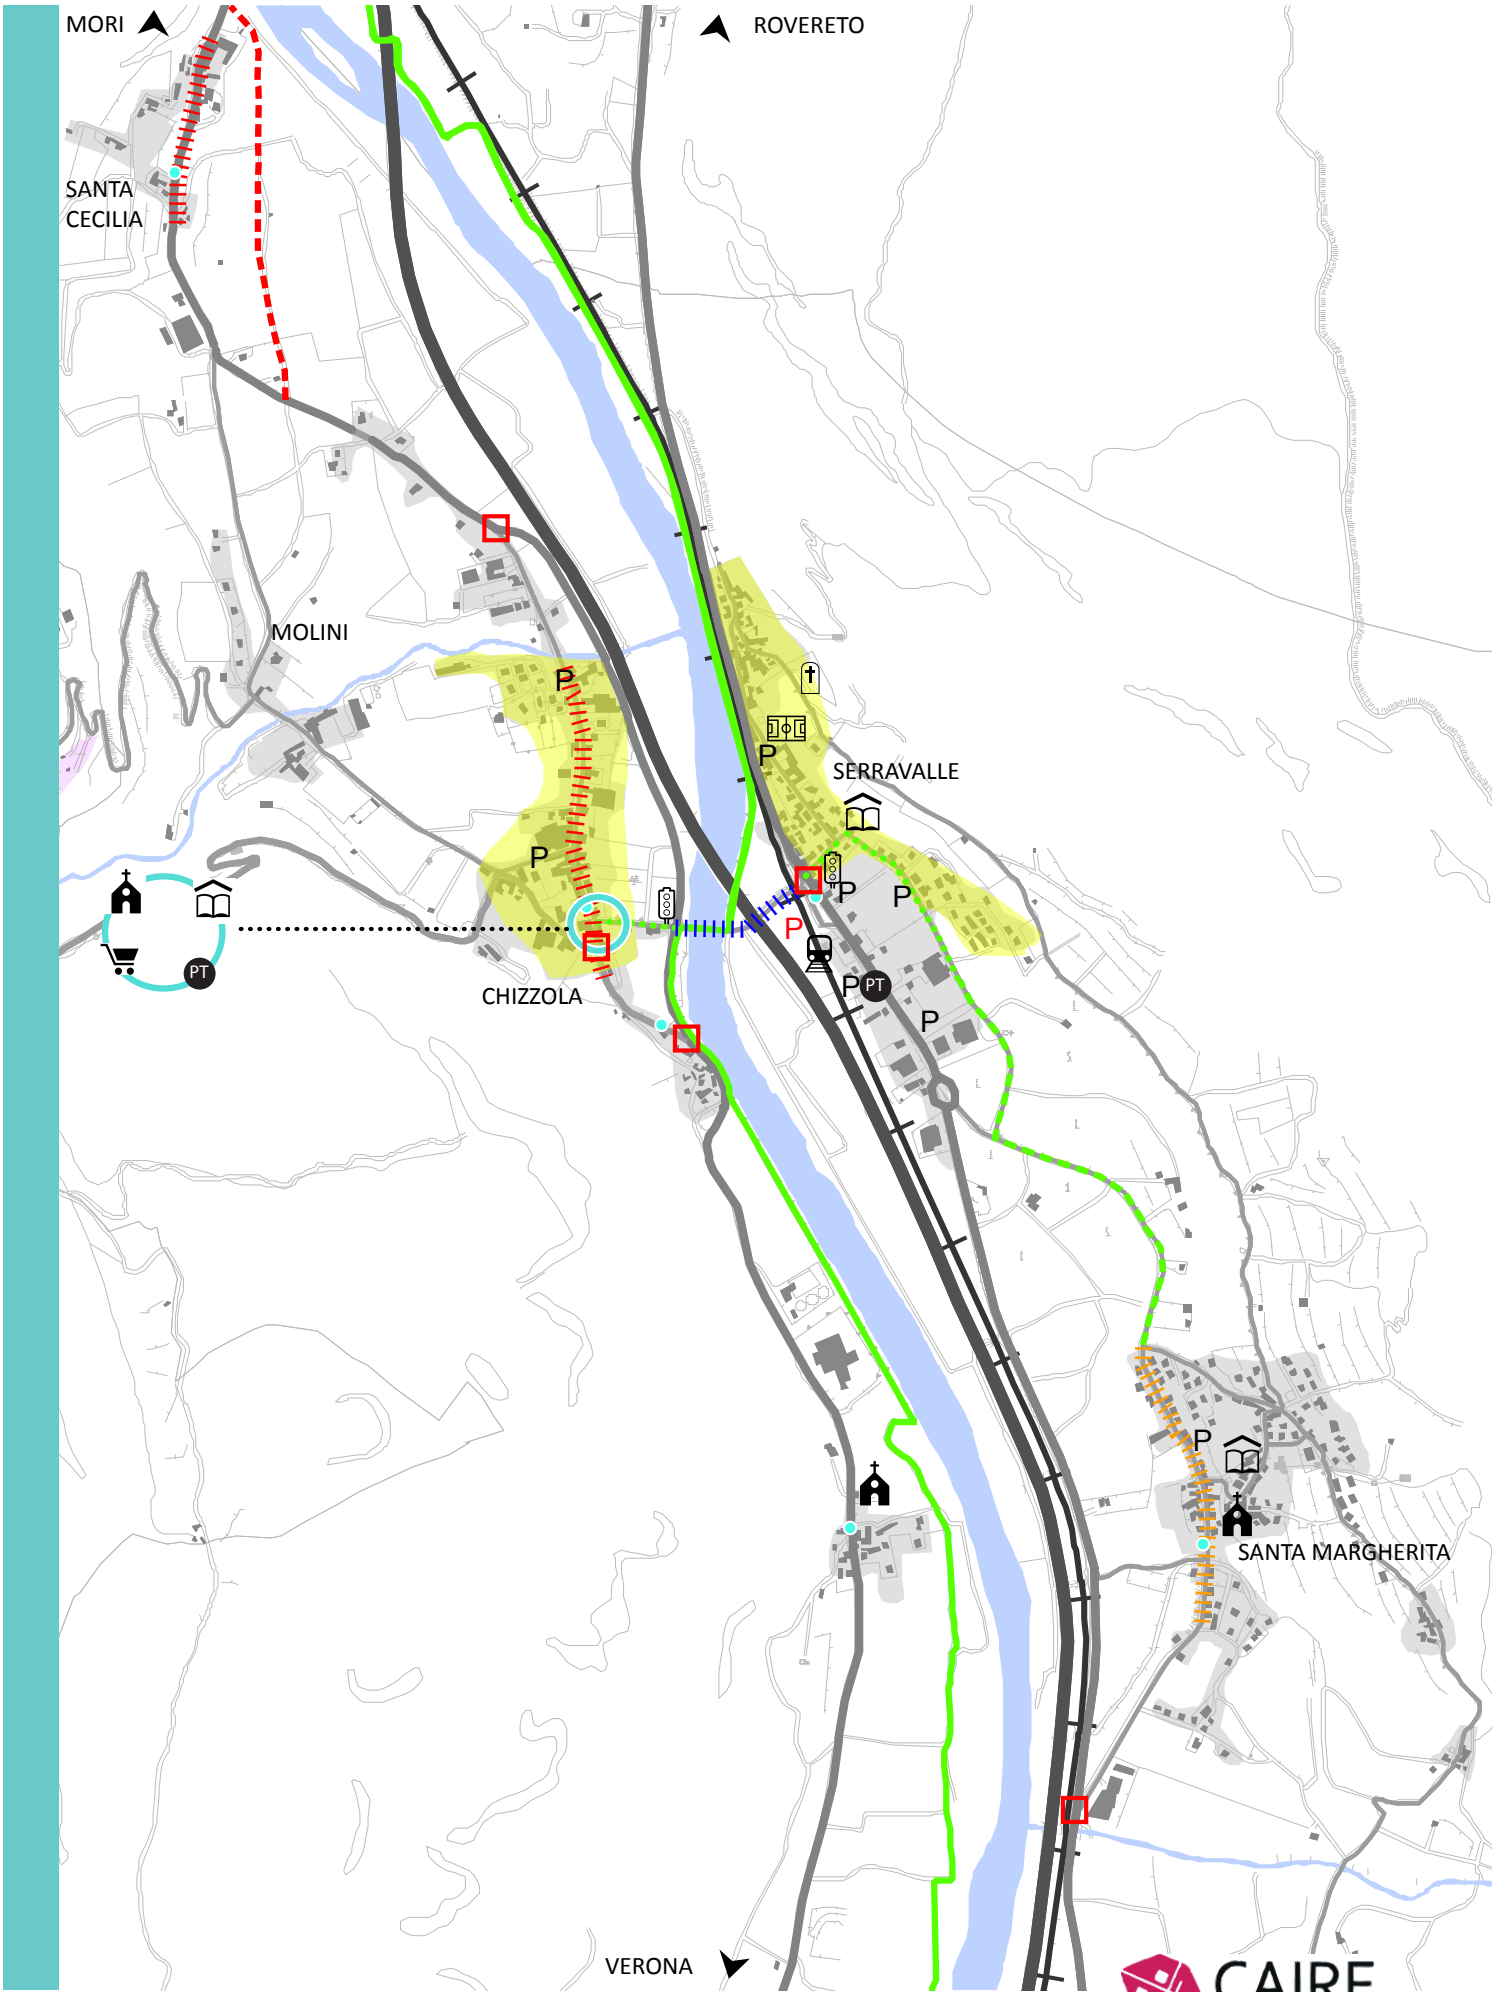 MORI
ROVERETO
SANTA
CECILIA
MOLINI
P
P
SERRAVALLE
P
P
P
PT
P
CHIZZOLA
P
PT
P
P
SANTA MARGHERITA
VERONA
CAIRE